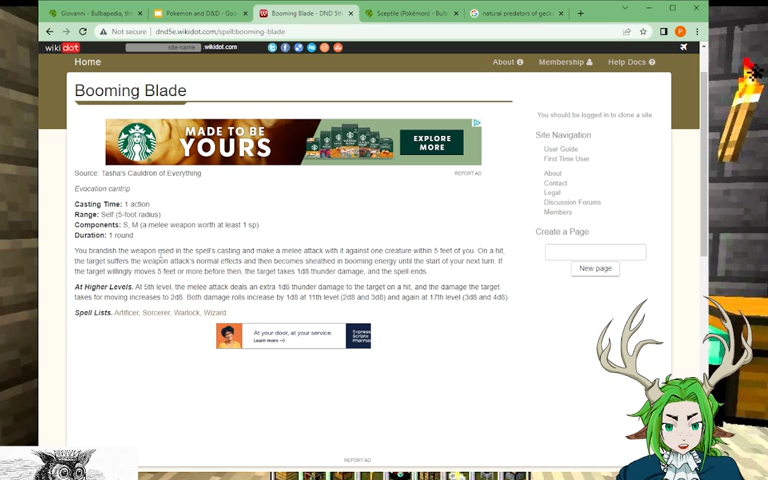 Giovanni - Bulbapedia, the
Pokemon and D&D - Goo
Booming Blade - DND 5th
Sceptile (Pokémon) - Bulb
natural predators of geck
Not secure
dnd5e.wikidot.com/spell:booming-blade
wikidot
site-name
.wikidot.com
Home
About
Membership
Help Docs
Booming Blade
You should be logged in to clone a site.
MADE TO BE
YOURS
EXPLORE
MORE
Site Navigation
User Guide
First Time User
Source: Tasha's Cauldron of Everything
REPORT AD
About
Contact
Legal
Discussion Forums
Members
Evocation cantrip
Casting Time: 1 action
Range: Self (5-foot radius)
Components: S, M (a melee weapon worth at least 1 sp)
Duration: 1 round
Create a Page
New page
You brandish the weapon used in the spell's casting and make a melee attack with it against one creature within 5 feet of you. On a hit,
the target suffers the weapon attack's normal effects and then becomes sheathed in booming energy until the start of your next turn. If
the target willingly moves 5 feet or more before then, the target takes 1d8 thunder damage, and the spell ends.
At Higher Levels. At 5th level, the melee attack deals an extra 1d8 thunder damage to the target on a hit, and the damage the target
takes for moving increases to 2d8. Both damage rolls increase by 1d8 at 11th level (2d8 and 3d8) and again at 17th level (3d8 and 4d8)
Spell Lists. Artificer, Sorcerer, Warlock, Wizard
At your door, at your service.
Learn more
Express
Scripts
Pharmacy
REPORT AD